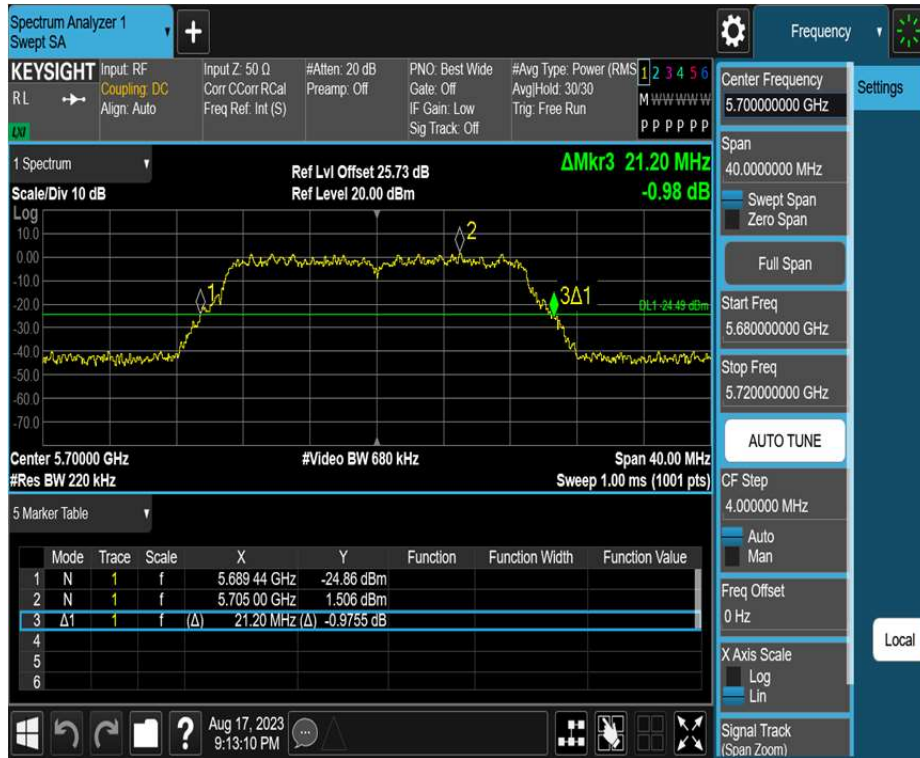 Spectrum Analyzer 1
Swept SA
+
Frequency
KEYSIGHT
RL
LXI
Input: RF
Coupling: DC
Align: Auto
Input Z: 50 Ω
Corr CCorr RCal
Freq Ref: Int (S)
#Atten: 20 dB
Preamp: Off
PNO: Best Wide
Gate: Off
IF Gain: Low
Sig Track: Off
#Avg Type: Power (RMS
Avg|Hold: 30/30
Trig: Free Run
1 2 3 4 5 6
M W W W W W
P P P P P P
1 Spectrum
Scale/Div 10 dB
Ref Lvl Offset 25.73 dB
Ref Level 20.00 dBm
ΔMkr3 21.20 MHz
-0.98 dB
Log
10.0
0.00
-10.0
-20.0
-30.0
-40.0
-50.0
-60.0
-70.0
1
2
3Δ1
DL1 -24.49 dBm
Center 5.70000 GHz
#Video BW 680 kHz
Span 40.00 MHz
#Res BW 220 kHz
Sweep 1.00 ms (1001 pts)
5 Marker Table
Mode Trace Scale X Y Function Function Width Function Value
1 N 1 f 5.689 44 GHz -24.86 dBm
2 N 1 f 5.705 00 GHz 1.506 dBm
3 Δ1 1 f (Δ) 21.20 MHz (Δ) -0.9755 dB
4
5
6
Aug 17, 2023
9:13:10 PM
?
Center Frequency
5.700000000 GHz
Span
40.0000000 MHz
Swept Span
Zero Span
Full Span
Start Freq
5.680000000 GHz
Stop Freq
5.720000000 GHz
AUTO TUNE
CF Step
4.000000 MHz
Auto
Man
Freq Offset
0 Hz
X Axis Scale
Log
Lin
Signal Track
(Span Zoom)
Settings
Local